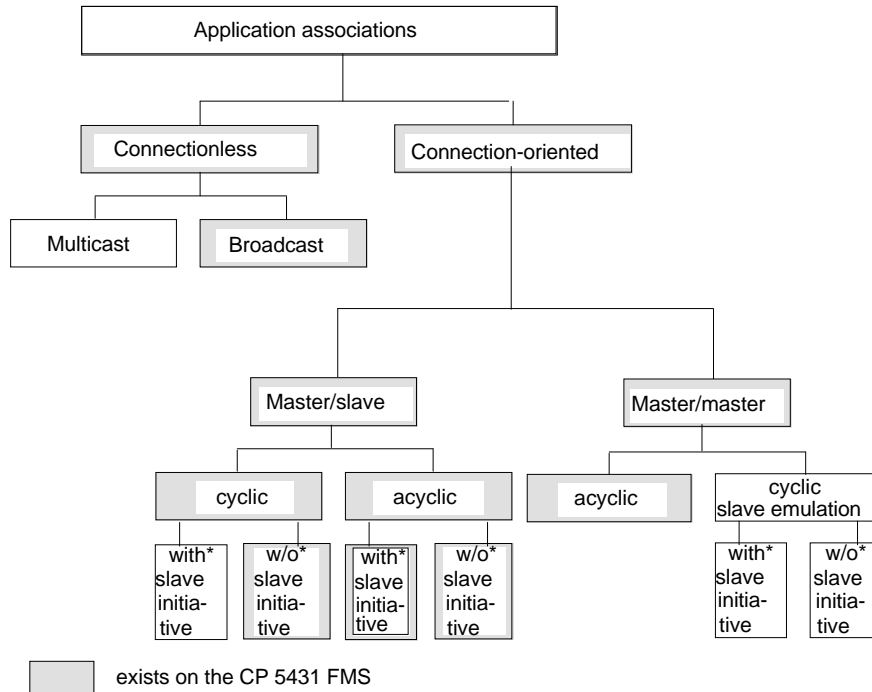 Application associations
Connectionless
Connection-oriented
Multicast
Broadcast
Master/slave
Master/master
cyclic
acyclic
acyclic
cyclic
slave emulation
with*
slave
initia-
tive
w/o*
slave
initia-
tive
with*
slave
initia-
tive
w/o*
slave
initia-
tive
with*
slave
initia-
tive
w/o*
slave
initia-
tive
exists on the CP 5431 FMS